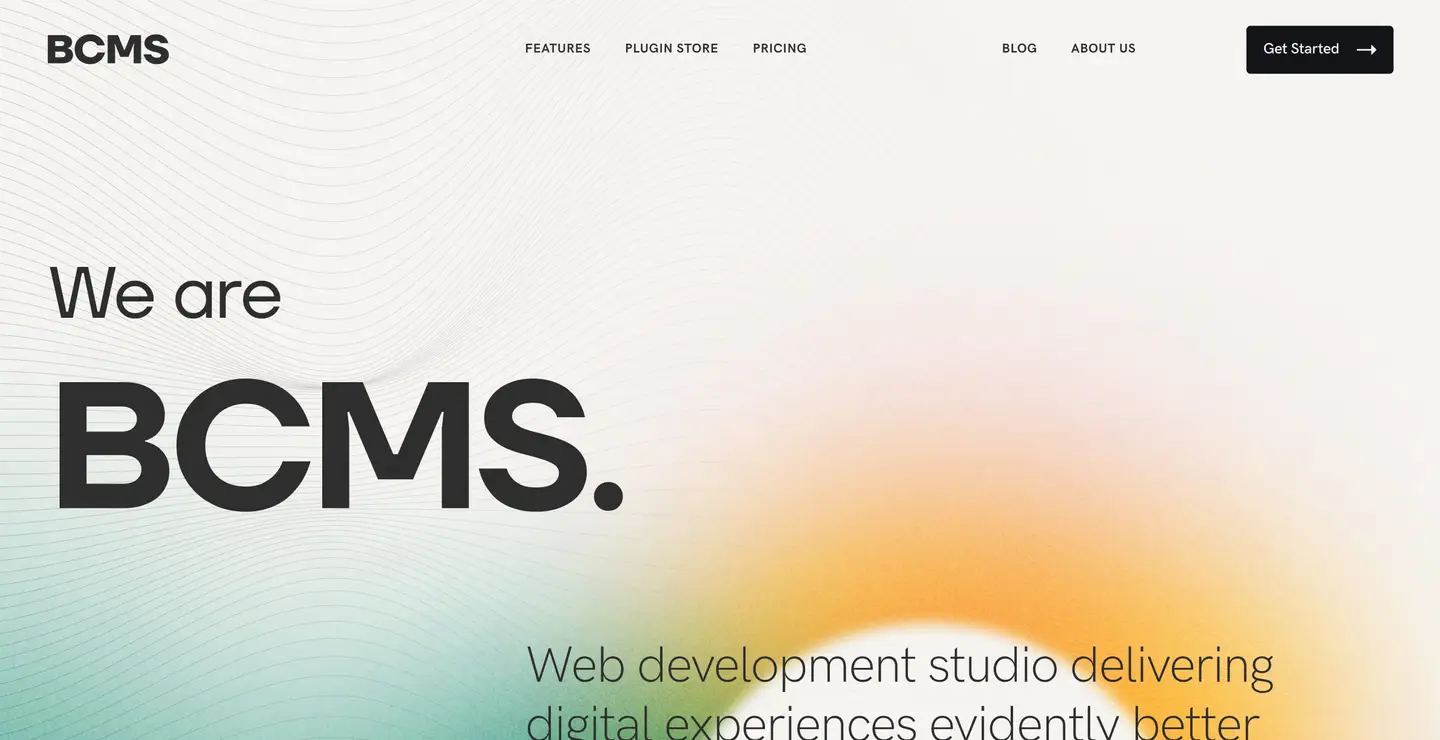 BCMS
FEATURES PLUGIN STORE PRICING BLOG ABOUT US Get Started
We are
BCMS.
Web development studio delivering
digital experiences evidently better